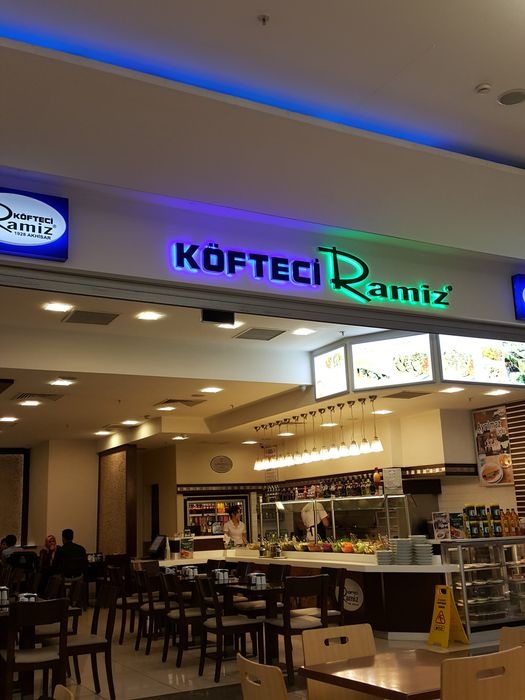 KÖFTECİ
Ramiz®
1928 AKHİSAR
KÖFTECİ Ramiz®